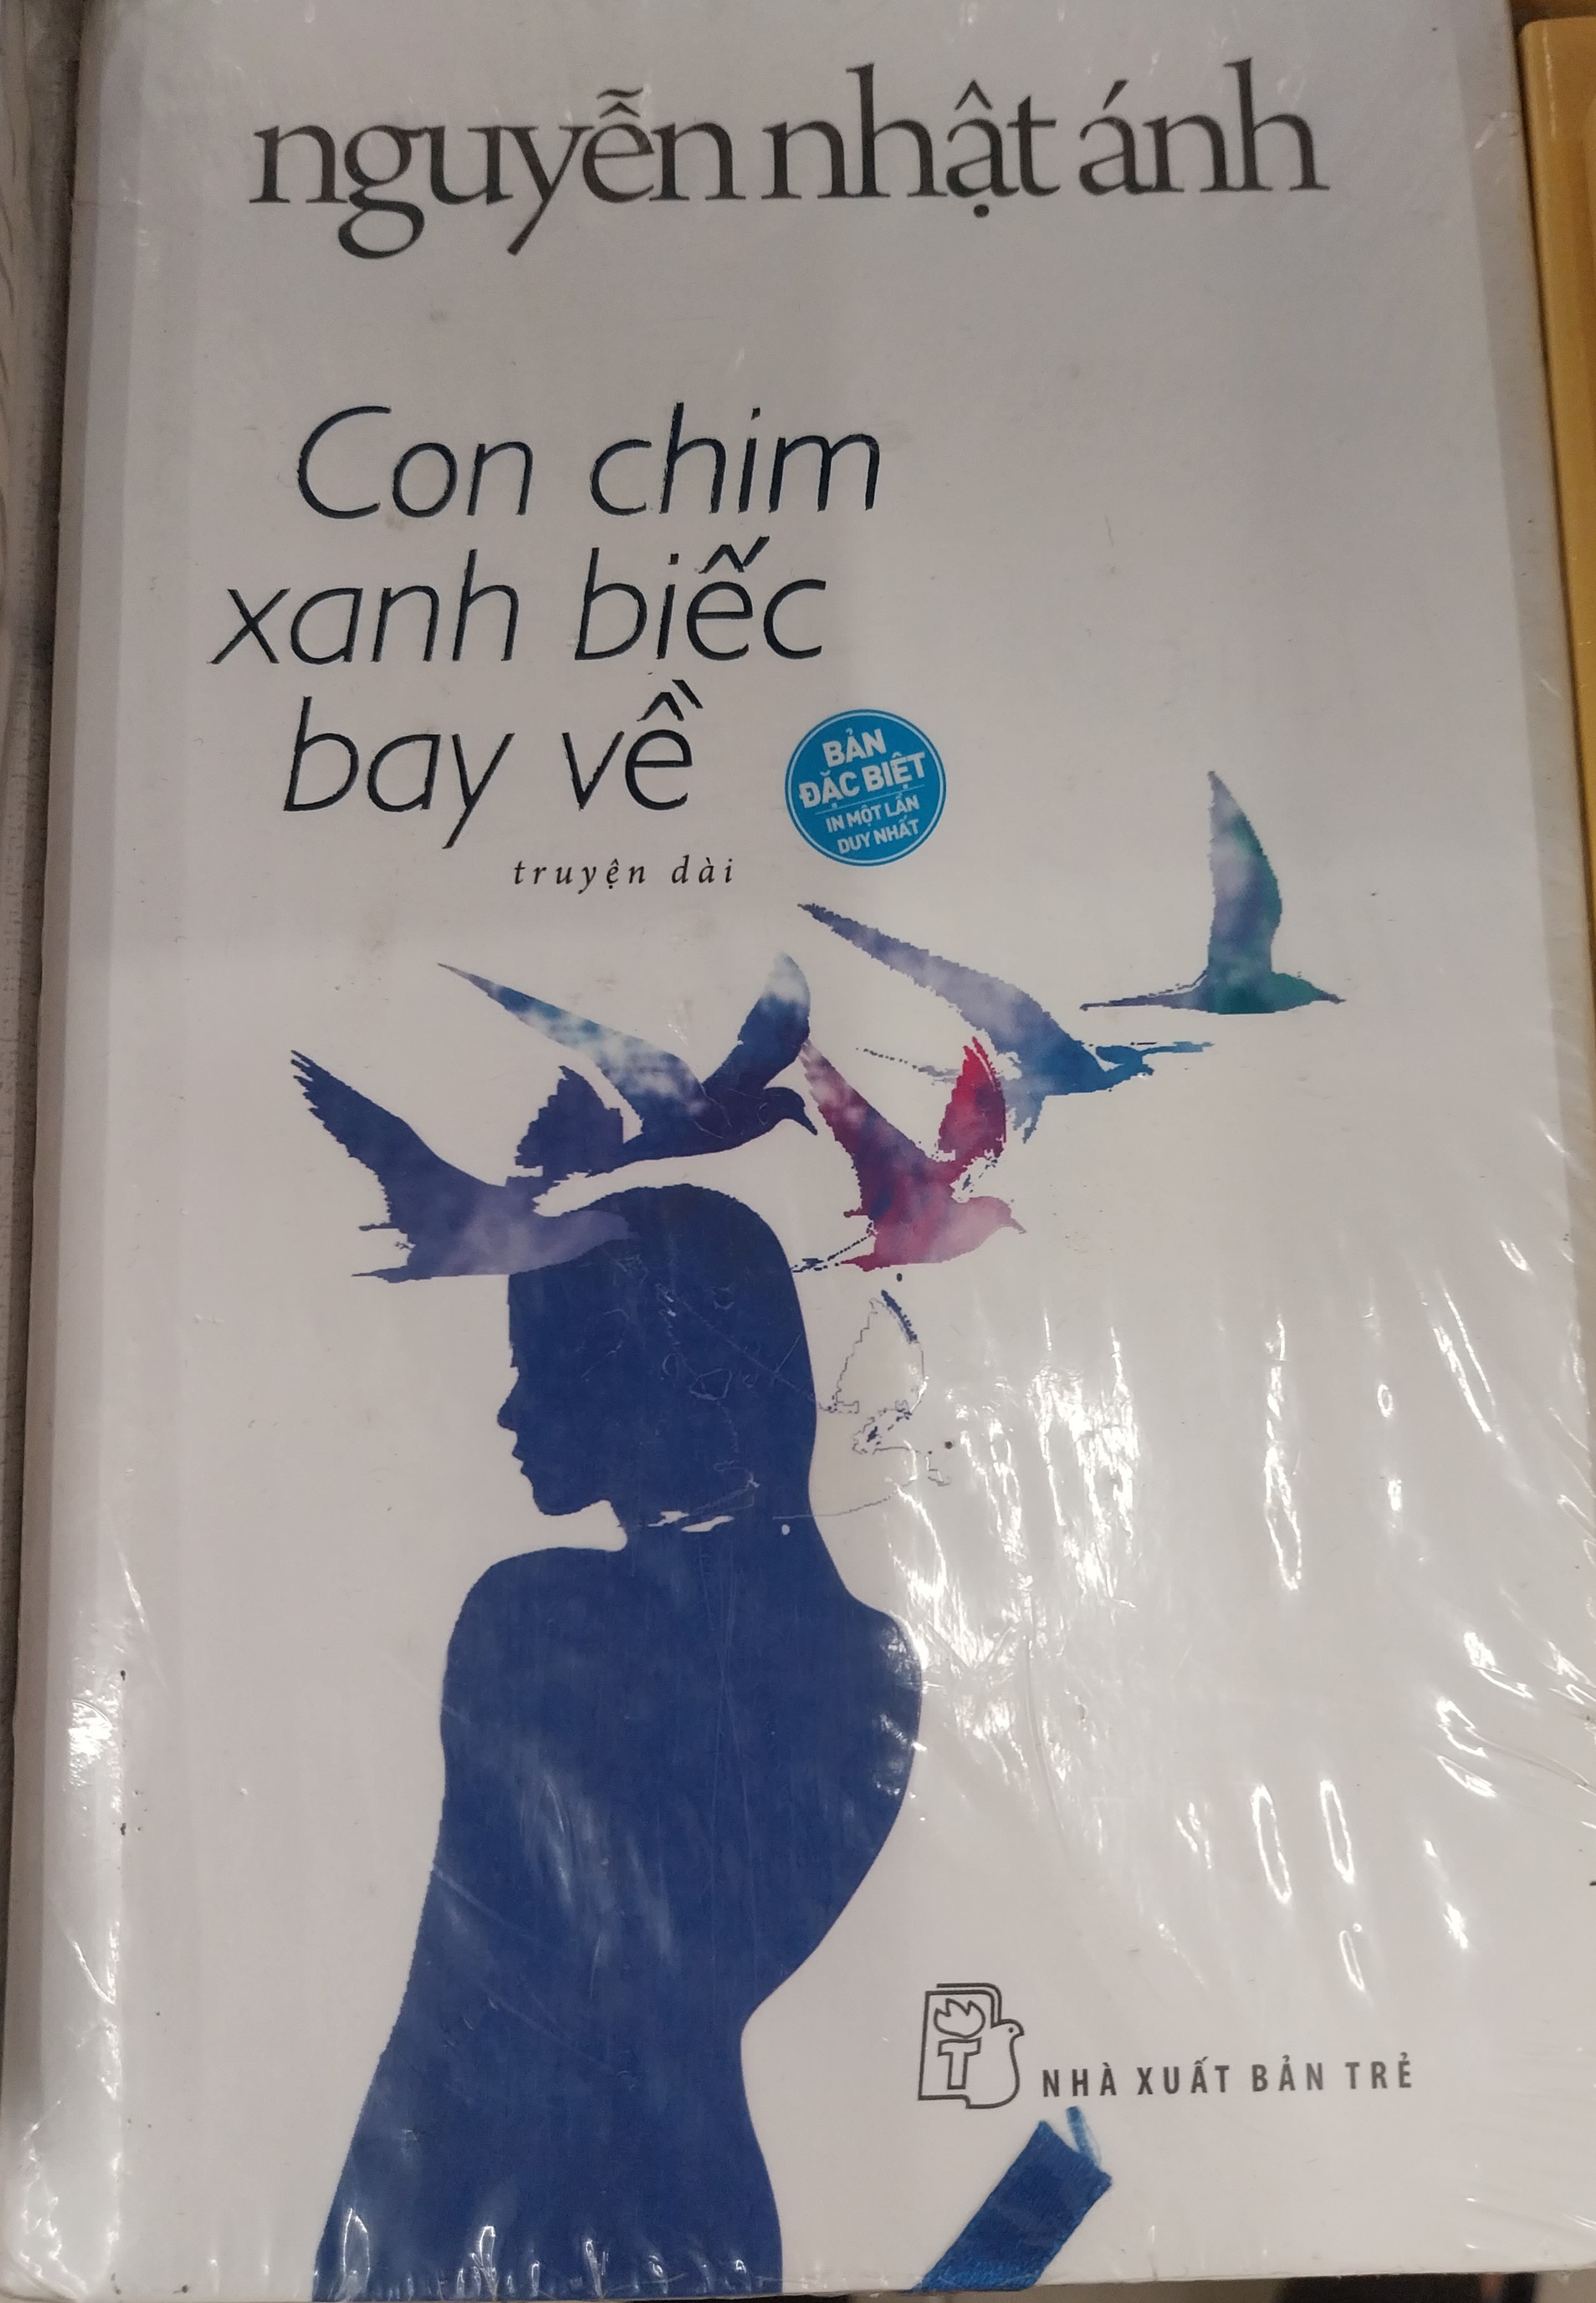 nguyễn nhật ánh
Con chim
xanh biếc
bay về
truyện dài
BẢN
ĐẶC BIỆT
IN MỘT LẦN
DUY NHẤT
T
NHÀ XUẤT BẢN TRẺ